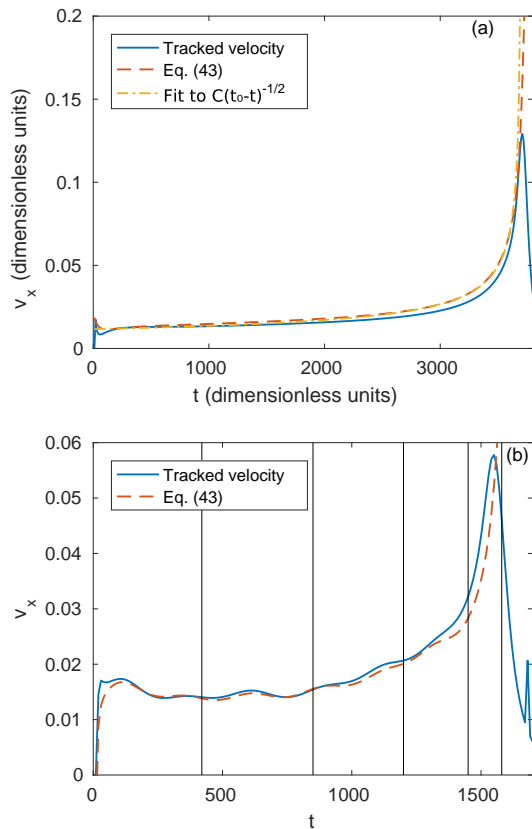 (a)
Tracked velocity
Eq. (43)
Fit to C(t₀-t)⁻¹/²
0.2
0.15
0.1
0.05
0
v_x (dimensionless units)
0 1000 2000 3000
t (dimensionless units)
(b)
Tracked velocity
Eq. (43)
0.06
0.05
0.04
0.03
0.02
0.01
0
v_x
0 500 1000 1500
t